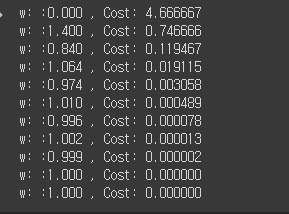 w: :0.000 , Cost: 4.666667
w: :1.400 , Cost: 0.746666
w: :0.840 , Cost: 0.119467
w: :1.064 , Cost: 0.019115
w: :0.974 , Cost: 0.003058
w: :1.010 , Cost: 0.000489
w: :0.996 , Cost: 0.000078
w: :1.002 , Cost: 0.000013
w: :0.999 , Cost: 0.000002
w: :1.000 , Cost: 0.000000
w: :1.000 , Cost: 0.000000